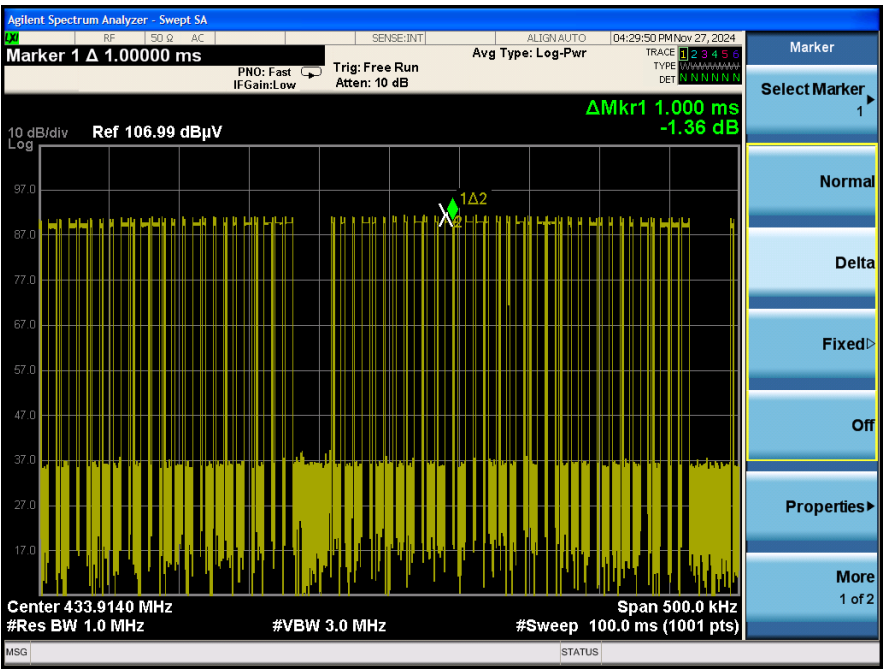 Agilent Spectrum Analyzer - Swept SA
LXI RF 50 Ω AC SENSE:INT ALIGN AUTO 04:29:50 PM Nov 27, 2024
Marker 1 Δ 1.00000 ms
PNO: Fast
IFGain:Low
Trig: Free Run
Atten: 10 dB
Avg Type: Log-Pwr
TRACE 1 2 3 4 5 6
TYPE
DET N N N N N N
ΔMkr1 1.000 ms
-1.36 dB
10 dB/div Ref 106.99 dBµV
Log
97.0
87.0
77.0
67.0
57.0
47.0
37.0
27.0
17.0
1Δ2
2
Center 433.9140 MHz
Span 500.0 kHz
#Res BW 1.0 MHz
#VBW 3.0 MHz
#Sweep 100.0 ms (1001 pts)
MSG
STATUS
Marker
Select Marker
1
Normal
Delta
Fixed
Off
Properties
More
1 of 2